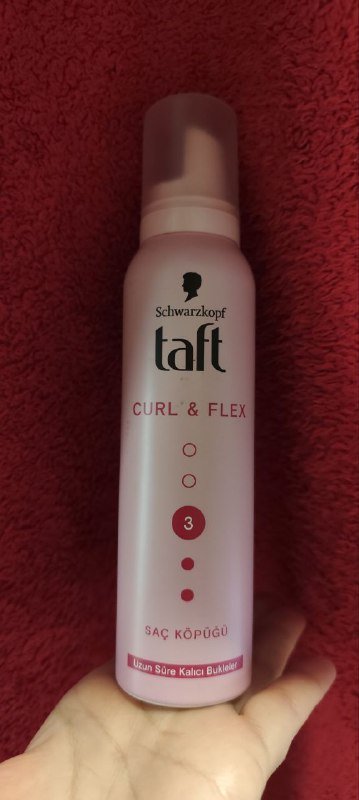 Schwarzkopf
taft
CURL & FLEX
3
SAÇ KÖPÜĞÜ
Uzun Süre Kalıcı Bukleler